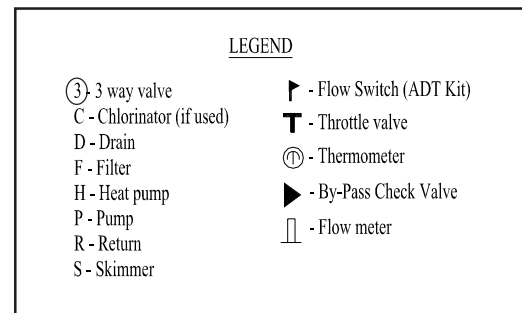 LEGEND
3 - 3 way valve
C - Chlorinator (if used)
D - Drain
F - Filter
H - Heat pump
P - Pump
R - Return
S - Skimmer
- Flow Switch (ADT Kit)
- Throttle valve
- Thermometer
- By-Pass Check Valve
- Flow meter